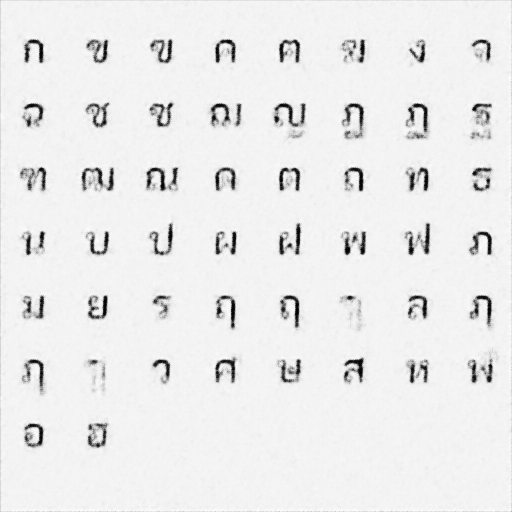 ก ข ฃ ค ฅ ฆ ง จ
ฉ ช ซ ฌ ญ ฎ ฏ ฐ
ฑ ฒ ณ ด ต ถ ท ธ
น บ ป ผ ฝ พ ฟ ภ
ม ย ร ฤ ฤ ล ฦ
ฦ ว ศ ษ ส ห ฬ
อ ฮ